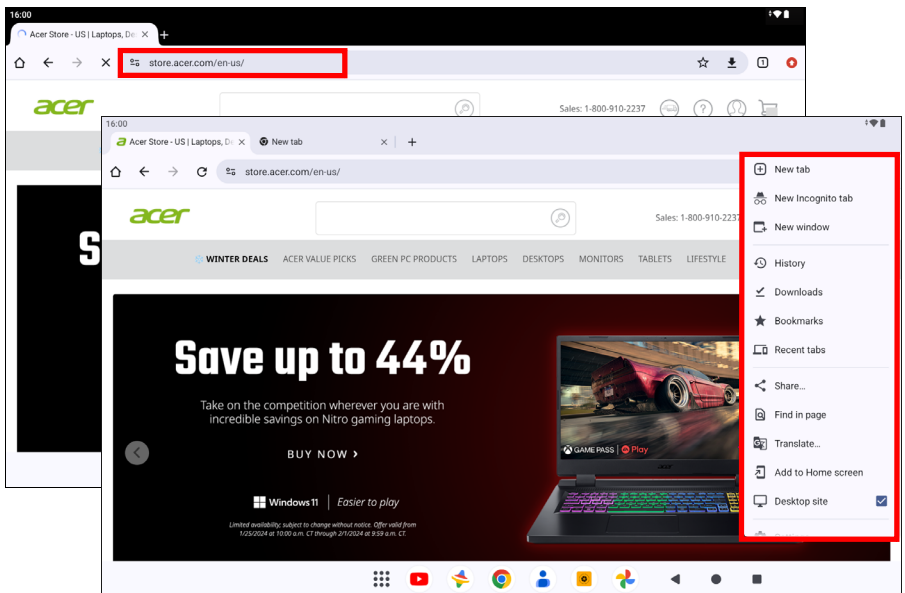 16:00
Acer Store - US | Laptops, De
store.acer.com/en-us/
1
acer
Sales: 1-800-910-2237
S
16:00
Acer Store - US | Laptops, De
New tab
store.acer.com/en-us/
acer
Sales: 1-800-910-2237
WINTER DEALS ACER VALUE PICKS GREEN PC PRODUCTS LAPTOPS DESKTOPS MONITORS TABLETS LIFESTYLE
Save up to 44%
Take on the competition wherever you are with
incredible savings on Nitro gaming laptops.
BUY NOW >
Windows 11 | Easier to play
Limited availability; subject to change without notice. Offer valid from
1/25/2024 at 10:00 a.m. CT through 2/1/2024 at 9:59 a.m. CT.
GAME PASS | EA Play
acer
New tab
New Incognito tab
New window
History
Downloads
Bookmarks
Recent tabs
Share...
Find in page
Translate...
Add to Home screen
Desktop site